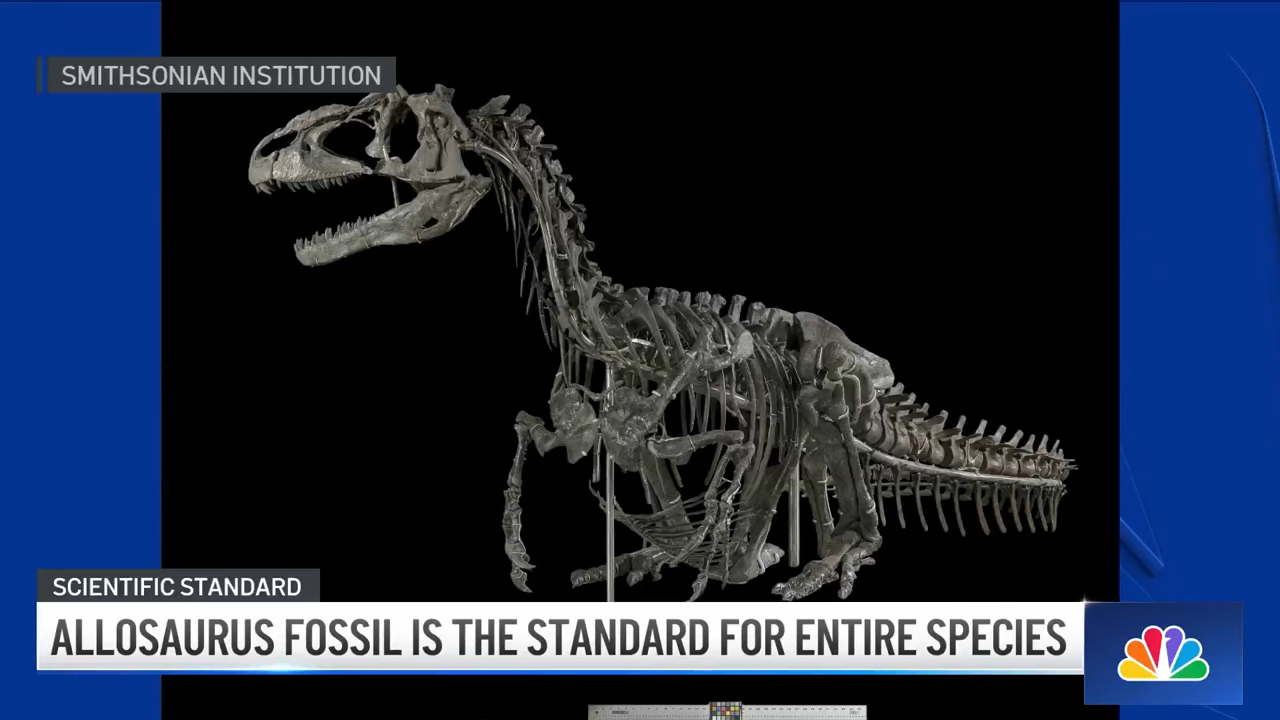 SMITHSONIAN INSTITUTION
SCIENTIFIC STANDARD
ALLOSAURUS FOSSIL IS THE STANDARD FOR ENTIRE SPECIES